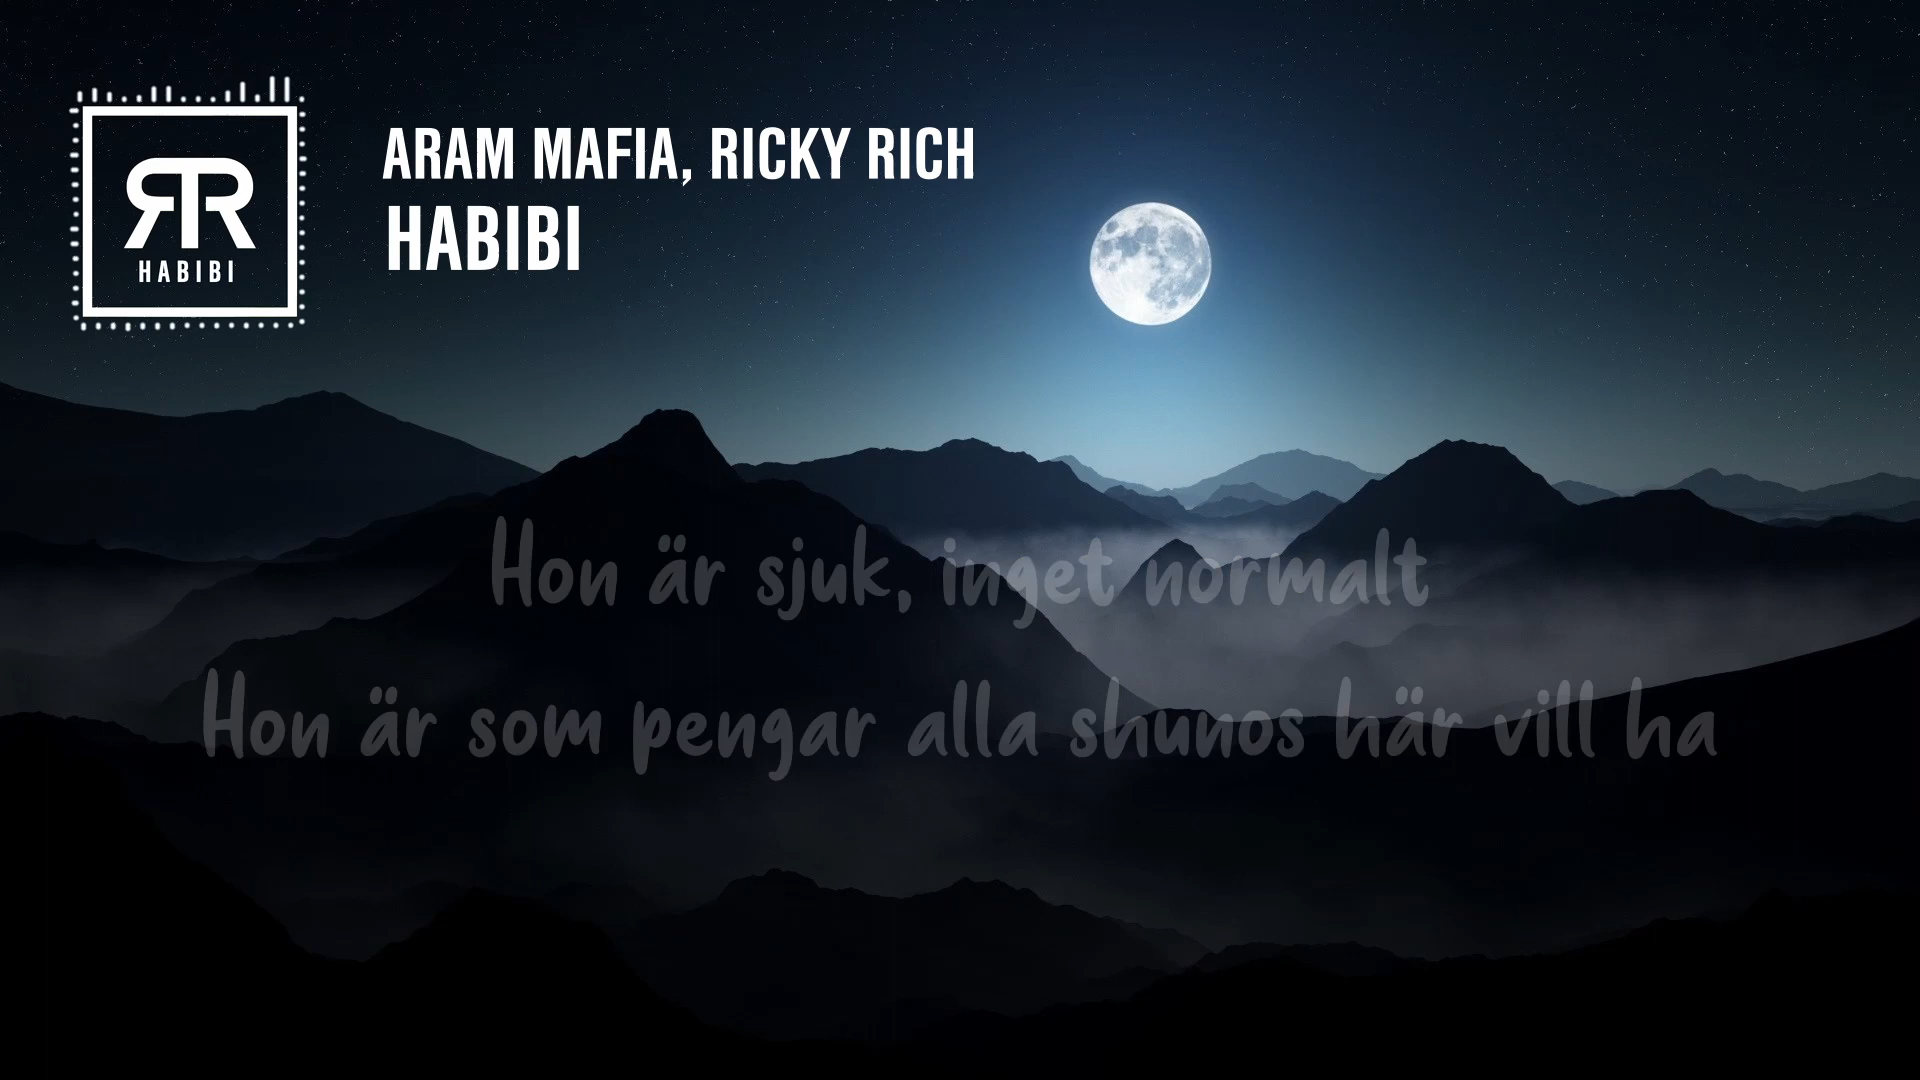 RR
HABIBI
ARAM MAFIA, RICKY RICH
HABIBI
Hon är sjuk, inget normalt
Hon är som pengar alla shunos här vill ha